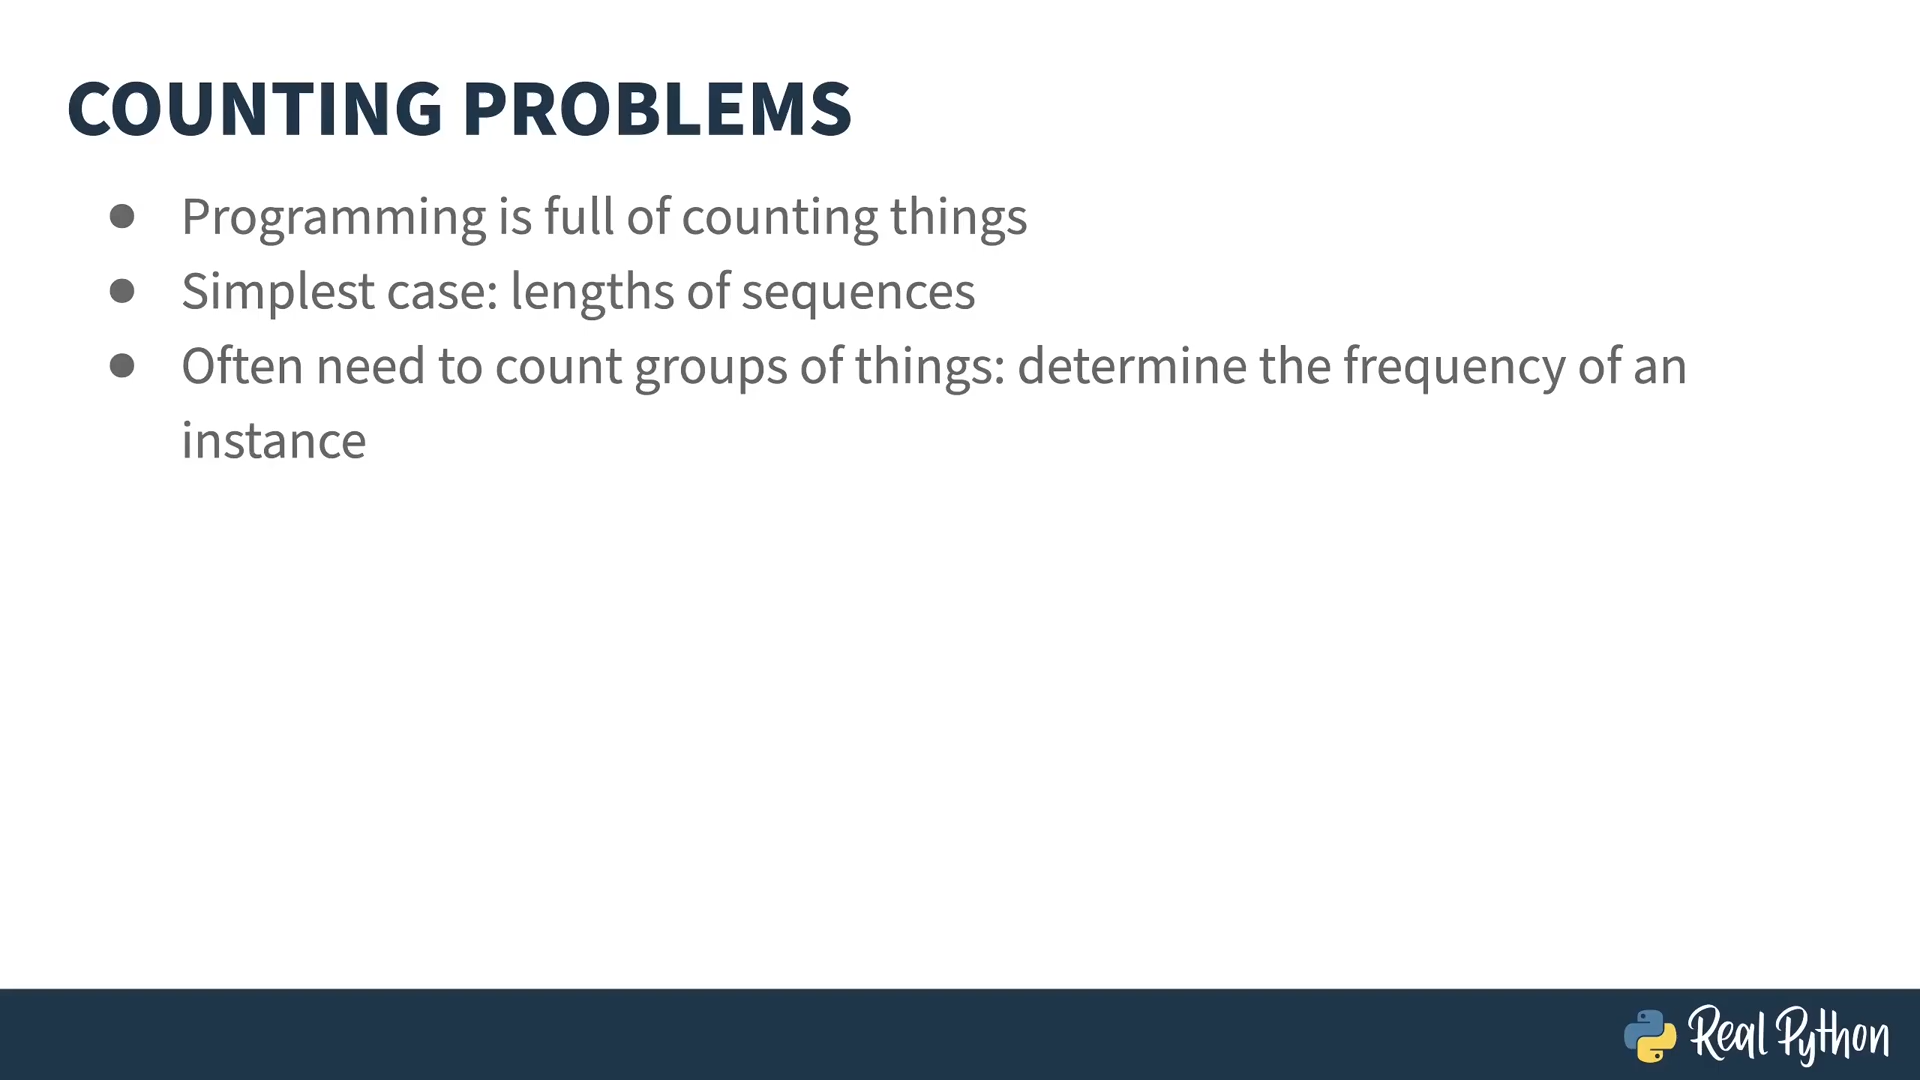 COUNTING PROBLEMS
● Programming is full of counting things
● Simplest case: lengths of sequences
● Often need to count groups of things: determine the frequency of an
instance
Real Python